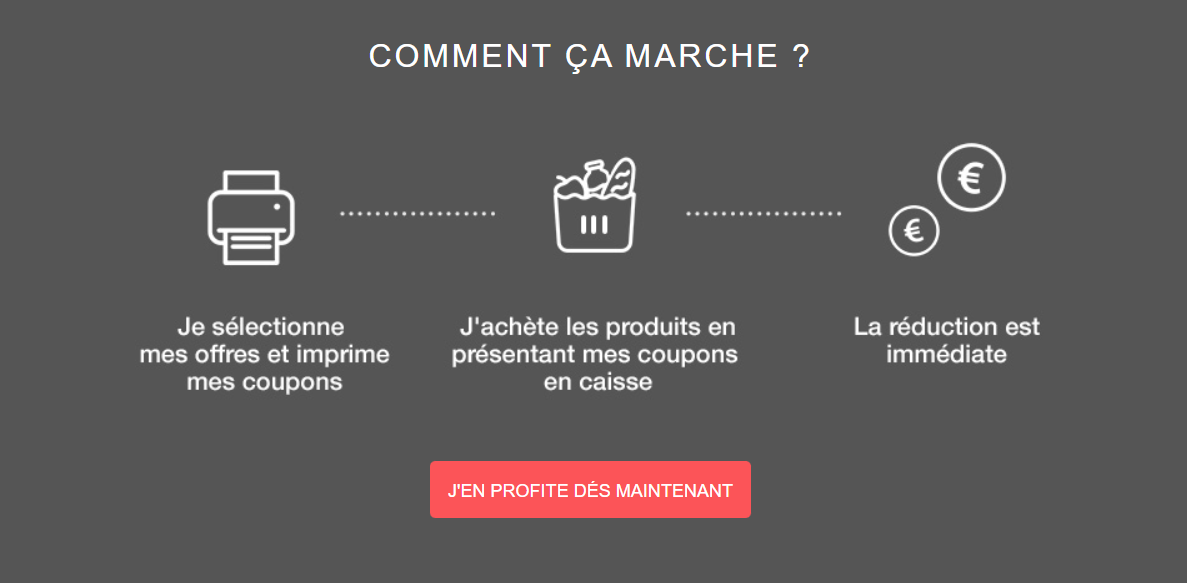 COMMENT ÇA MARCHE ?
Je sélectionne
mes offres et imprime
mes coupons
J'achète les produits en
présentant mes coupons
en caisse
La réduction est
immédiate
J'EN PROFITE DÉS MAINTENANT